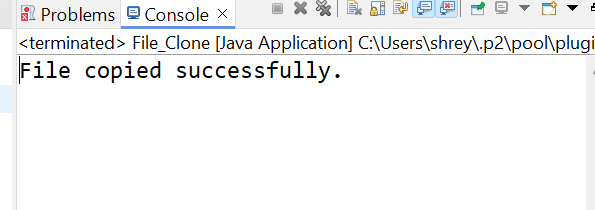 Problems Console
<terminated> File_Clone [Java Application] C:\Users\shrey\.p2\pool\plugi
File copied successfully.